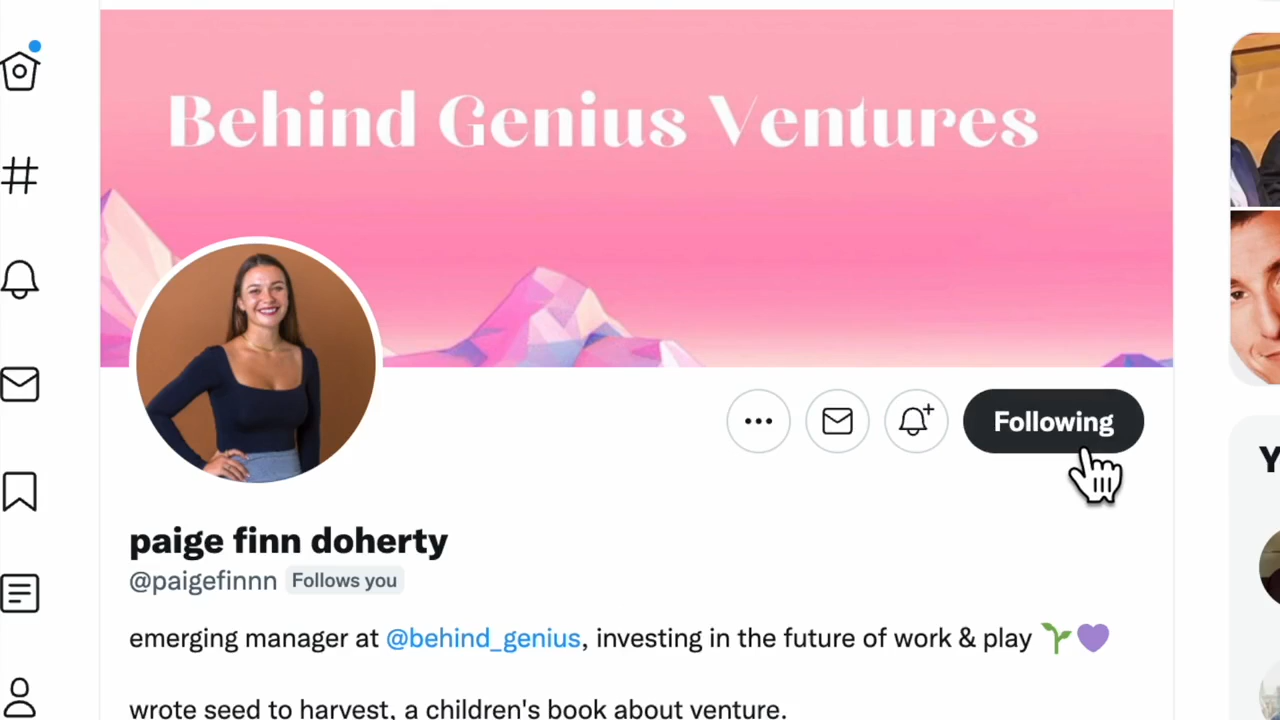 Behind Genius Ventures
Following
paige finn doherty
@paigefinnn Follows you
emerging manager at @behind_genius, investing in the future of work & play 🌱💜
wrote seed to harvest, a children's book about venture.
Y